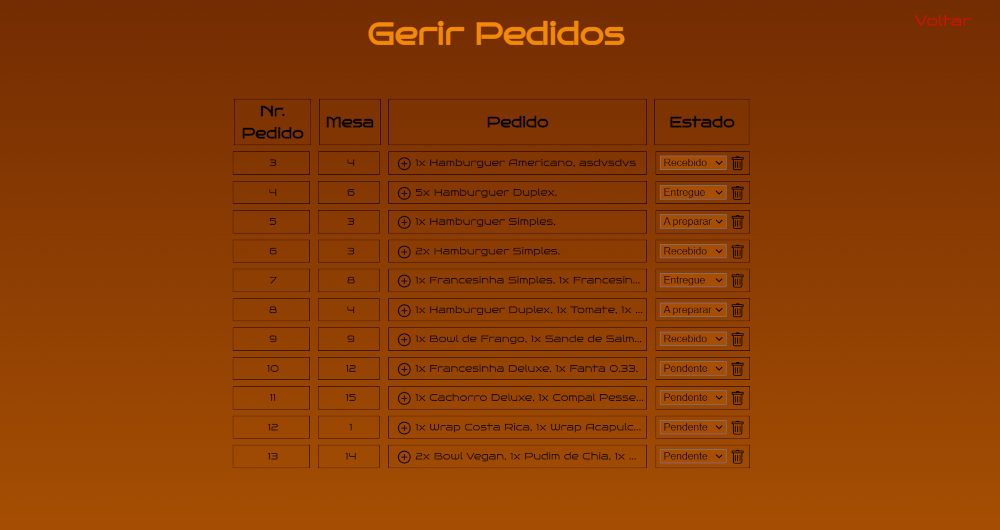 Voltar
Gerir Pedidos
Nr. Pedido Mesa Pedido Estado
3 4 1x Hamburguer Americano, asdvsdvs Recebido
4 6 5x Hamburguer Duplex, Entregue
5 3 1x Hamburguer Simples, A preparar
6 3 2x Hamburguer Simples, Recebido
7 8 1x Francesinha Simples, 1x Francesin... Entregue
8 4 1x Hamburguer Duplex, 1x Tomate, 1x ... A preparar
9 9 1x Bowl de Frango, 1x Sande de Salm... Recebido
10 12 1x Francesinha Deluxe, 1x Fanta 0.33, Pendente
11 15 1x Cachorro Deluxe, 1x Compal Pesse... Pendente
12 1 1x Wrap Costa Rica, 1x Wrap Acapulc... Pendente
13 14 2x Bowl Vegan, 1x Pudim de Chia, 1x ... Pendente